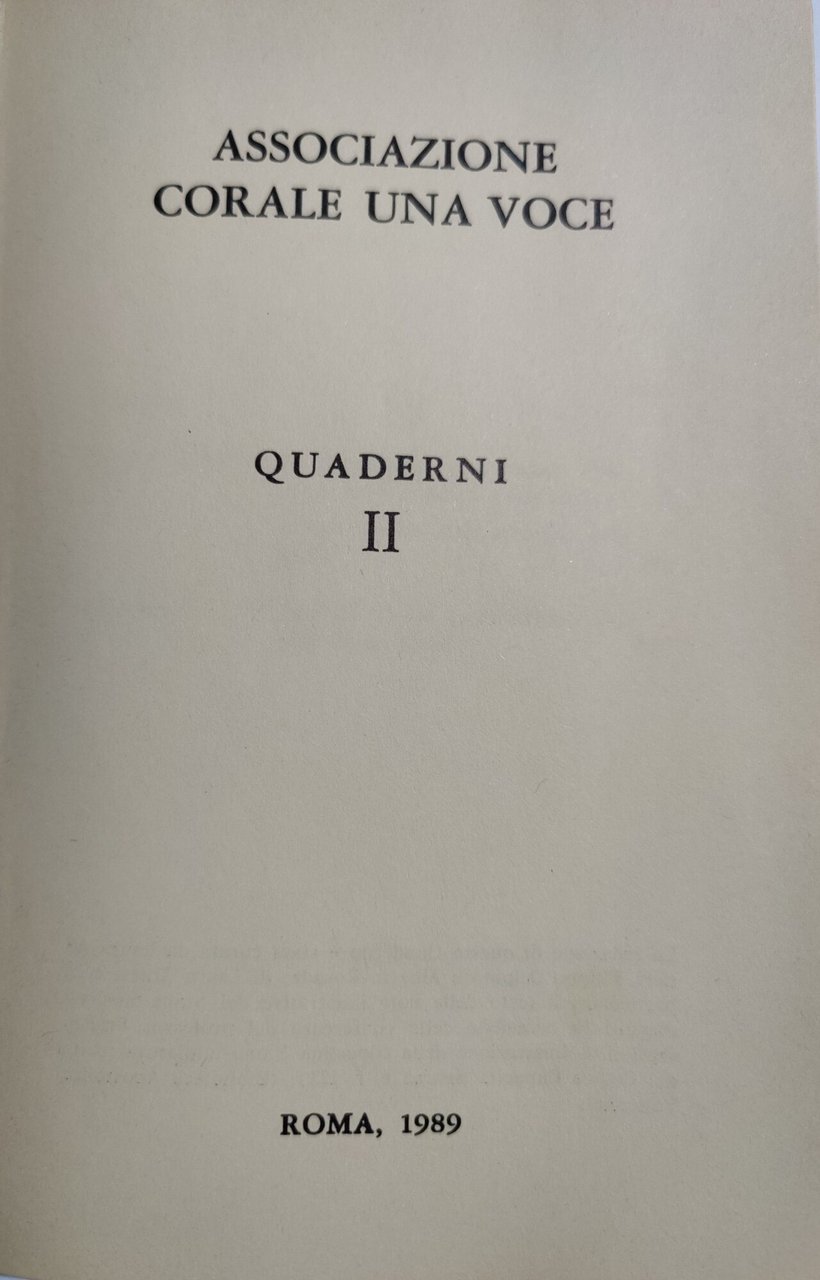 ASSOCIAZIONE
CORALE UNA VOCE
QUADERNI
II
ROMA, 1989